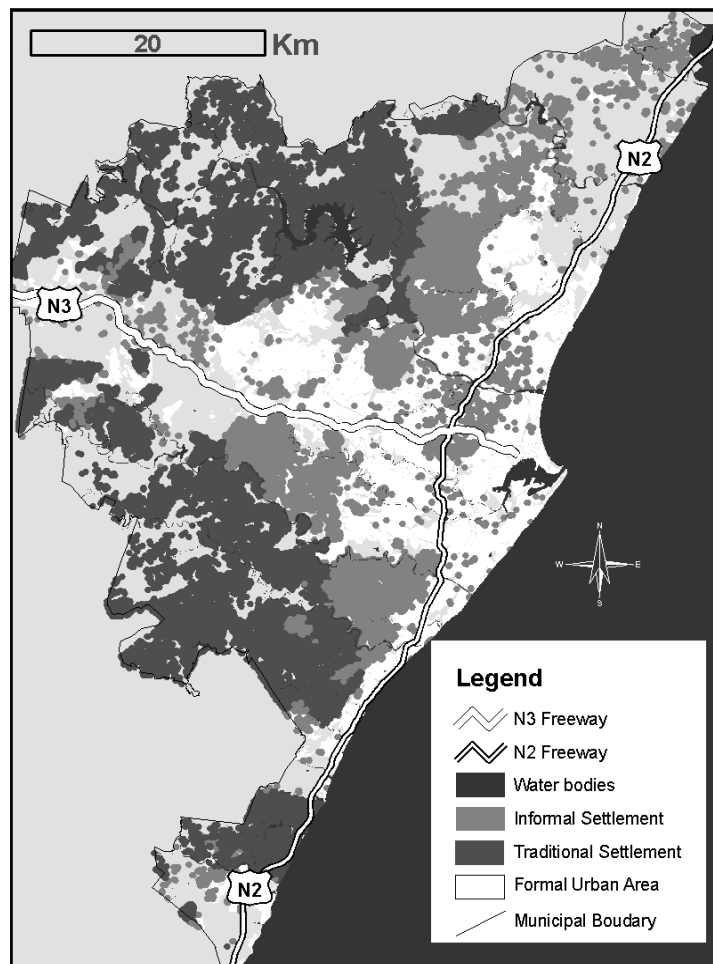 20 Km
N2
N3
N
W E
S
N2
Legend
N3 Freeway
N2 Freeway
Water bodies
Informal Settlement
Traditional Settlement
Formal Urban Area
Municipal Boudary